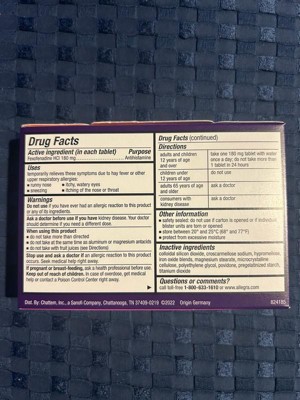 Drug Facts
Active ingredient (in each tablet) Purpose
Fexofenadine HCl 180 mg Antihistamine
Uses
temporarily relieves these symptoms due to hay fever or other
upper respiratory allergies:
■ runny nose ■ itchy, watery eyes
■ sneezing ■ itching of the nose or throat
Warnings
Do not use if you have ever had an allergic reaction to this product
or any of its ingredients.
Ask a doctor before use if you have kidney disease. Your doctor
should determine if you need a different dose.
When using this product
■ do not take more than directed
■ do not take at the same time as aluminum or magnesium antacids
■ do not take with fruit juices (see Directions)
Stop use and ask a doctor if an allergic reaction to this product
occurs. Seek medical help right away.
If pregnant or breast-feeding, ask a health professional before use.
Keep out of reach of children. In case of overdose, get medical
help or contact a Poison Control Center right away.
Drug Facts (continued)
Directions
adults and children
12 years of age
and over
take one 180 mg tablet with water
once a day; do not take more than
1 tablet in 24 hours
children under
12 years of age
do not use
adults 65 years of age
and older
ask a doctor
consumers with
kidney disease
ask a doctor
Other information
■ safety sealed: do not use if carton is opened or if individual
blister units are torn or opened
■ store between 20° and 25°C (68° and 77°F)
■ protect from excessive moisture
Inactive ingredients
colloidal silicon dioxide, croscarmellose sodium, hypromellose,
iron oxide blends, magnesium stearate, microcrystalline
cellulose, polyethylene glycol, povidone, pregelatinized starch,
titanium dioxide
Questions or comments?
call toll-free 1-800-633-1610 or www.allegra.com
Dist. By: Chattem, Inc., a Sanofi Company, Chattanooga, TN 37409-0219 ©2022 Origin Germany